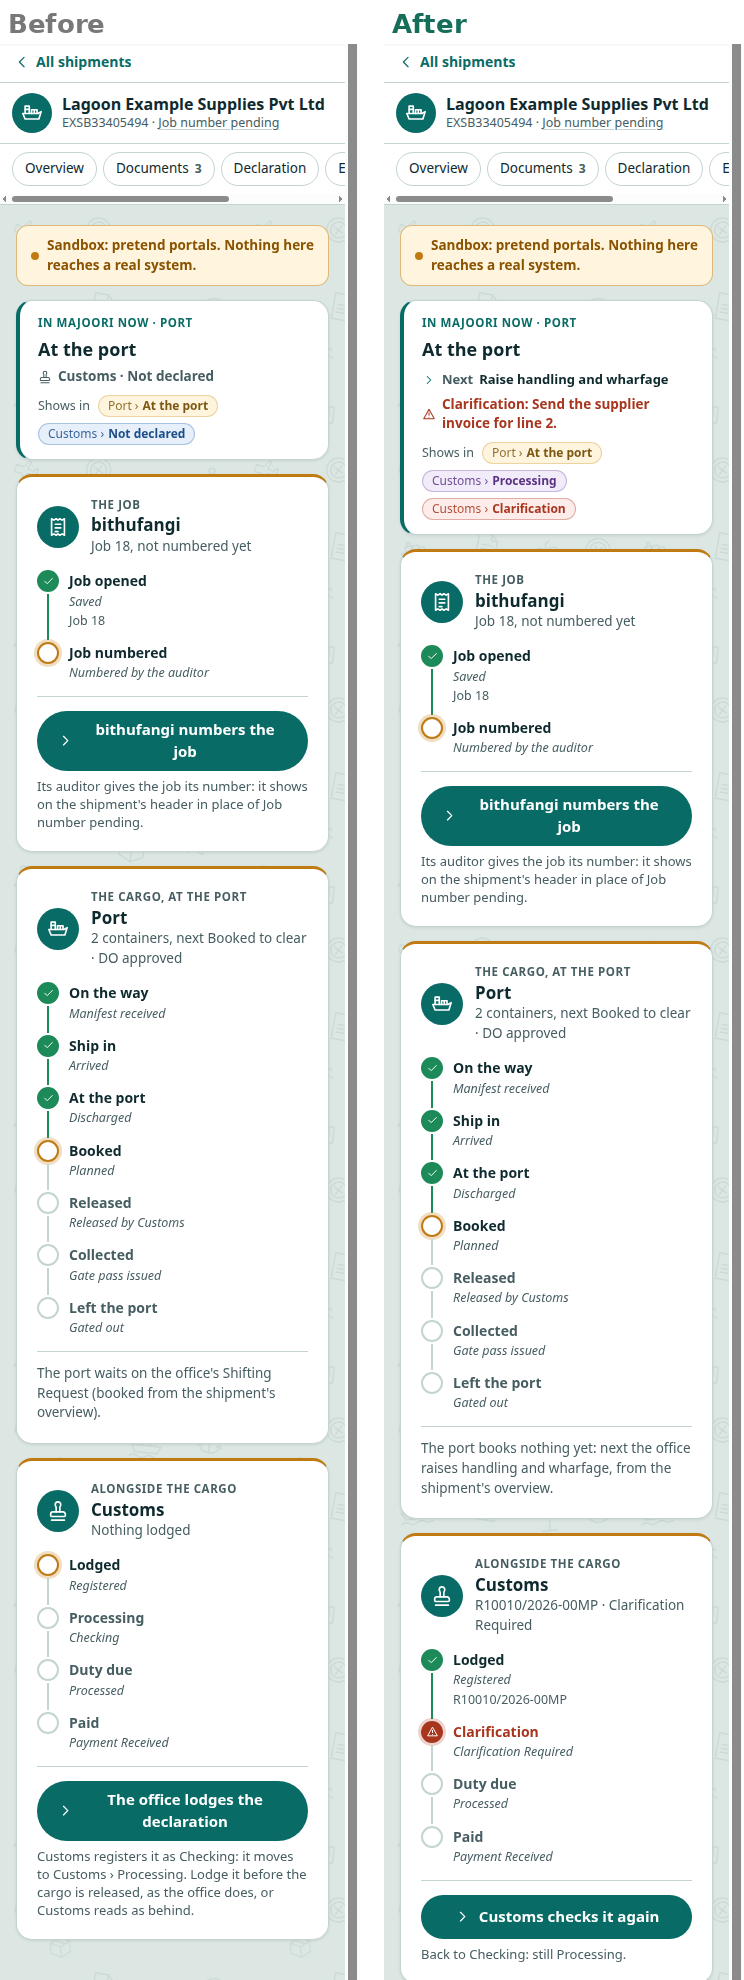 Before
All shipments
Lagoon Example Supplies Pvt Ltd
EXSB33405494 · Job number pending
Overview
Documents 3
Declaration
E
Sandbox: pretend portals. Nothing here
reaches a real system.
IN MAJOORI NOW · PORT
At the port
Customs · Not declared
Shows in Port › At the port
Customs › Not declared
THE JOB
bithufangi
Job 18, not numbered yet
Job opened
Saved
Job 18
Job numbered
Numbered by the auditor
bithufangi numbers the
job
Its auditor gives the job its number: it shows
on the shipment's header in place of Job
number pending.
THE CARGO, AT THE PORT
Port
2 containers, next Booked to clear
· DO approved
On the way
Manifest received
Ship in
Arrived
At the port
Discharged
Booked
Planned
Released
Released by Customs
Collected
Gate pass issued
Left the port
Gated out
The port waits on the office's Shifting
Request (booked from the shipment's
overview).
ALONGSIDE THE CARGO
Customs
Nothing lodged
Lodged
Registered
Processing
Checking
Duty due
Processed
Paid
Payment Received
The office lodges the
declaration
Customs registers it as Checking: it moves
to Customs › Processing. Lodge it before the
cargo is released, as the office does, or
Customs reads as behind.
After
All shipments
Lagoon Example Supplies Pvt Ltd
EXSB33405494 · Job number pending
Overview
Documents 3
Declaration
E
Sandbox: pretend portals. Nothing here
reaches a real system.
IN MAJOORI NOW · PORT
At the port
Next Raise handling and wharfage
Clarification: Send the supplier
invoice for line 2.
Shows in Port › At the port
Customs › Processing
Customs › Clarification
THE JOB
bithufangi
Job 18, not numbered yet
Job opened
Saved
Job 18
Job numbered
Numbered by the auditor
bithufangi numbers the
job
Its auditor gives the job its number: it shows
on the shipment's header in place of Job
number pending.
THE CARGO, AT THE PORT
Port
2 containers, next Booked to clear
· DO approved
On the way
Manifest received
Ship in
Arrived
At the port
Discharged
Booked
Planned
Released
Released by Customs
Collected
Gate pass issued
Left the port
Gated out
The port books nothing yet: next the office
raises handling and wharfage, from the
shipment's overview.
ALONGSIDE THE CARGO
Customs
R10010/2026-00MP · Clarification
Required
Lodged
Registered
R10010/2026-00MP
Clarification
Clarification Required
Duty due
Processed
Paid
Payment Received
Customs checks it again
Back to Checking: still Processing.